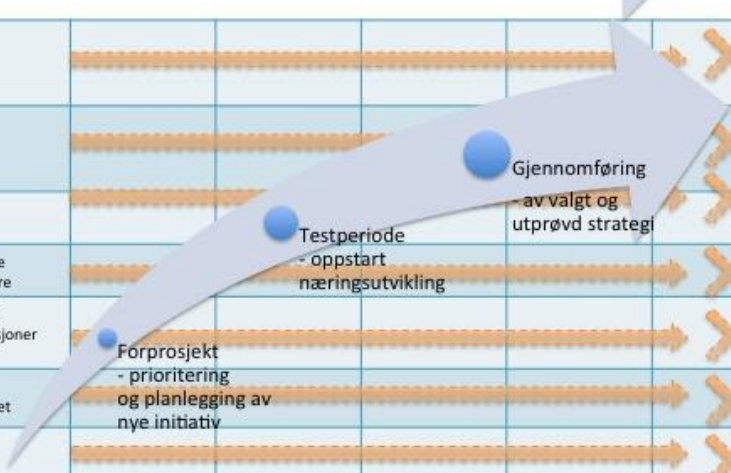 Gjennomføring
- av valgt og
utprøvd strategi
Testperiode
- oppstart
næringsutvikling
Forprosjekt
- prioritering
og planlegging av
nye initiativ